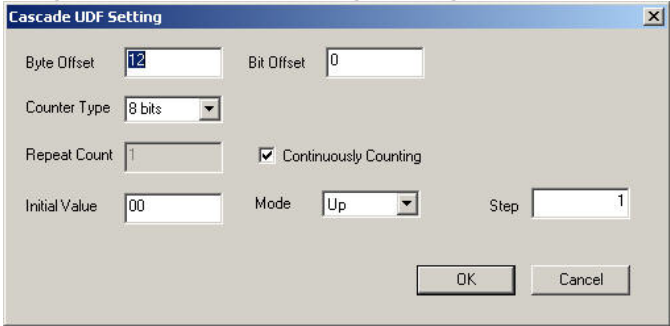 Cascade UDF Setting
Byte Offset 12 Bit Offset 0
Counter Type 8 bits
Repeat Count 1 Continuously Counting
Initial Value 00 Mode Up Step 1
OK Cancel